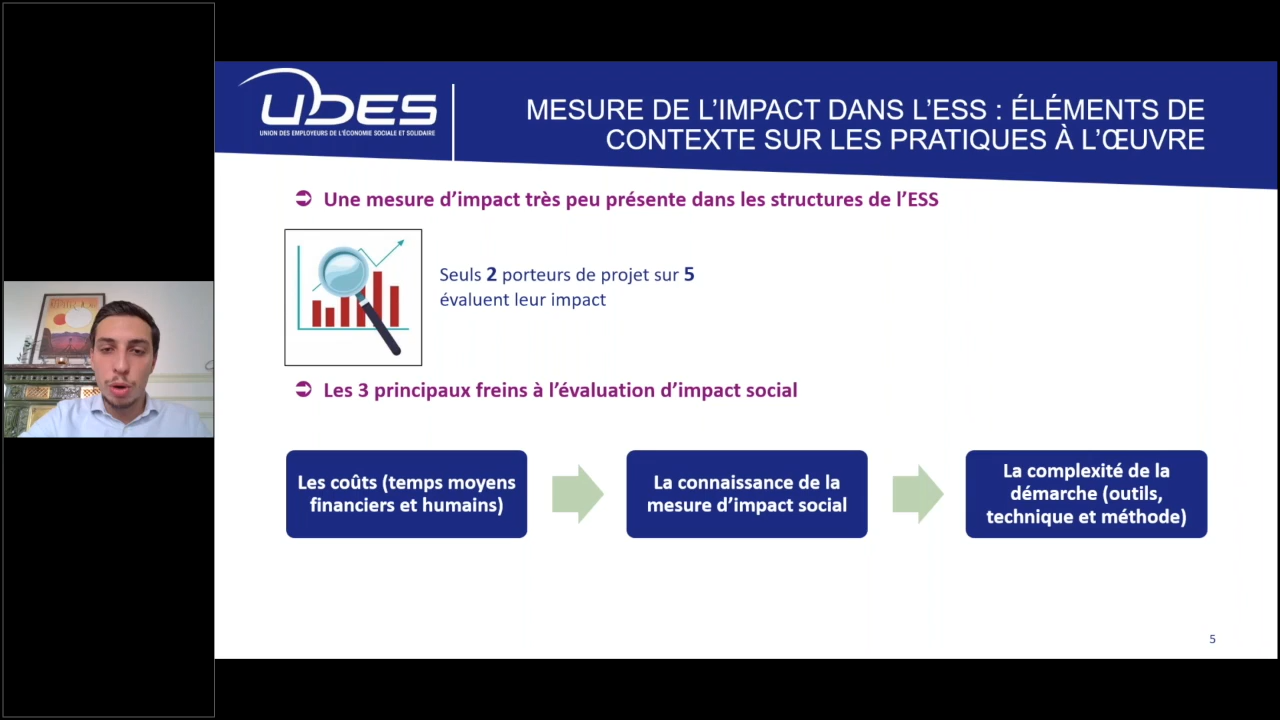 UDES
UNION DES EMPLOYEURS DE L'ÉCONOMIE SOCIALE ET SOLIDAIRE
MESURE DE L'IMPACT DANS L'ESS : ÉLÉMENTS DE
CONTEXTE SUR LES PRATIQUES À L'ŒUVRE
Une mesure d'impact très peu présente dans les structures de l'ESS
Seuls 2 porteurs de projet sur 5
évaluent leur impact
Les 3 principaux freins à l'évaluation d'impact social
Les coûts (temps moyens
financiers et humains)
La connaissance de la
mesure d'impact social
La complexité de la
démarche (outils,
technique et méthode)
5